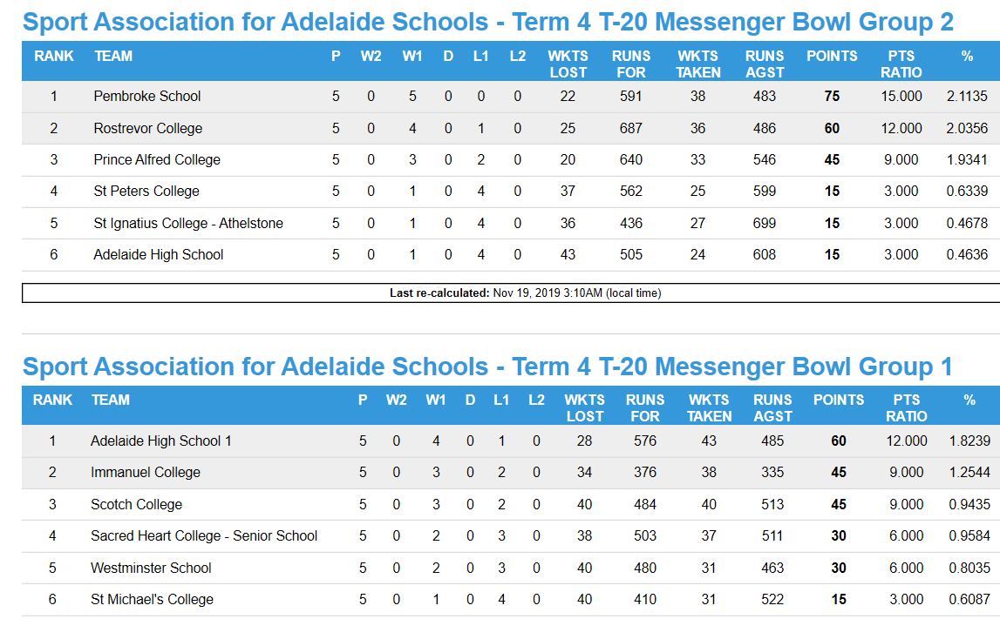 Sport Association for Adelaide Schools - Term 4 T-20 Messenger Bowl Group 2
RANK TEAM P W2 W1 D L1 L2 WKTS LOST RUNS FOR WKTS TAKEN RUNS AGST POINTS PTS RATIO %
1 Pembroke School 5 0 5 0 0 0 22 591 38 483 75 15.000 2.1135
2 Rostrevor College 5 0 4 0 1 0 25 687 36 486 60 12.000 2.0356
3 Prince Alfred College 5 0 3 0 2 0 20 640 33 546 45 9.000 1.9341
4 St Peters College 5 0 1 0 4 0 37 562 25 599 15 3.000 0.6339
5 St Ignatius College - Athelstone 5 0 1 0 4 0 36 436 27 699 15 3.000 0.4678
6 Adelaide High School 5 0 1 0 4 0 43 505 24 608 15 3.000 0.4636
Last re-calculated: Nov 19, 2019 3:10AM (local time)
Sport Association for Adelaide Schools - Term 4 T-20 Messenger Bowl Group 1
RANK TEAM P W2 W1 D L1 L2 WKTS LOST RUNS FOR WKTS TAKEN RUNS AGST POINTS PTS RATIO %
1 Adelaide High School 1 5 0 4 0 1 0 28 576 43 485 60 12.000 1.8239
2 Immanuel College 5 0 3 0 2 0 34 376 38 335 45 9.000 1.2544
3 Scotch College 5 0 3 0 2 0 40 484 40 513 45 9.000 0.9435
4 Sacred Heart College - Senior School 5 0 2 0 3 0 38 503 37 511 30 6.000 0.9584
5 Westminster School 5 0 2 0 3 0 40 480 31 463 30 6.000 0.8035
6 St Michael's College 5 0 1 0 4 0 40 410 31 522 15 3.000 0.6087